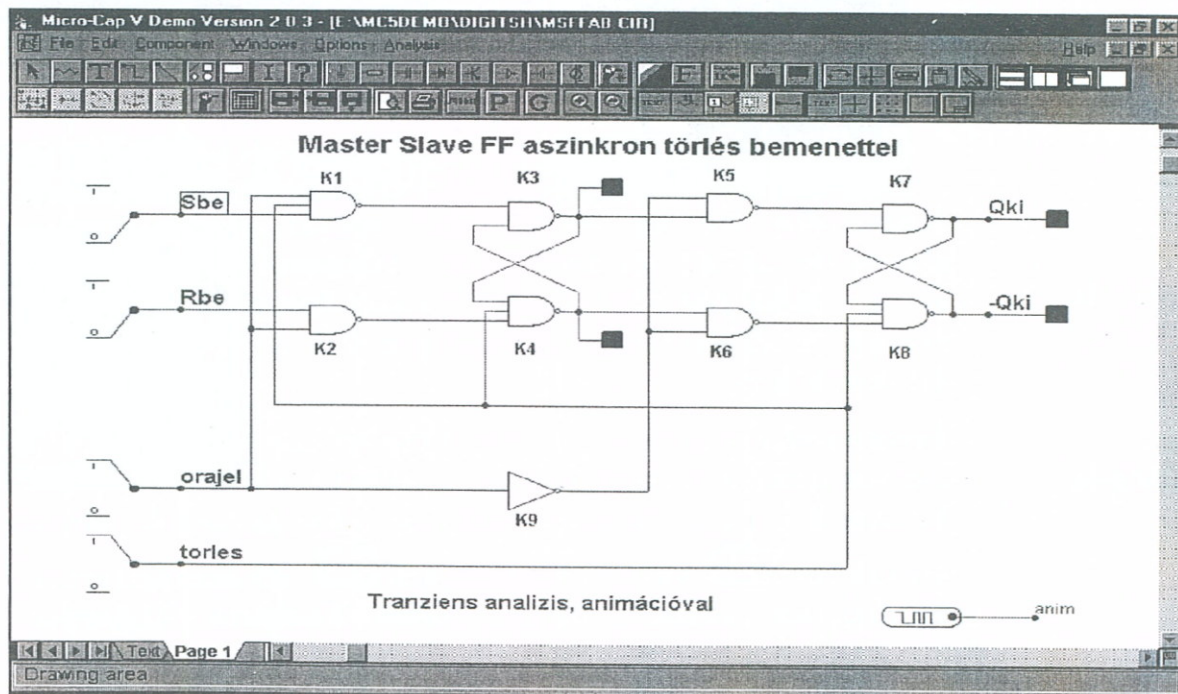 Micro-Cap V Demo Version 2.0.3 - [E:\MC5DEMO\DIGITSH\MSFFAB.CIR]
File Edit Component Windows Options Analysis Help
Master Slave FF aszinkron törlés bemenettel
K1
K3
K5
K7
Sbe
Qki
Rbe
-Qki
K2
K4
K6
K8
orajel
K9
torles
Tranziens analizis, animációval
anim
Text Page 1
Drawing area